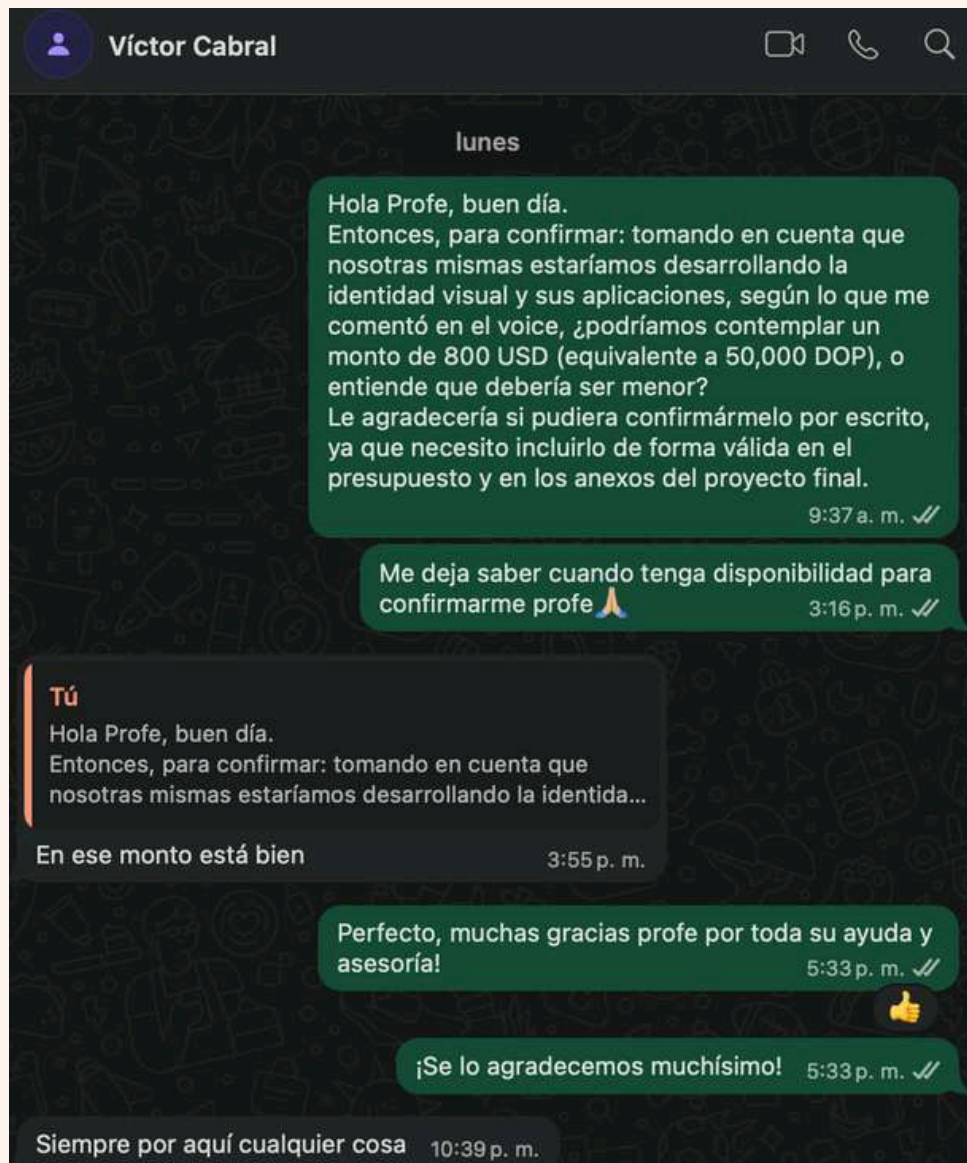 Víctor Cabral
lunes
Hola Profe, buen día.
Entonces, para confirmar: tomando en cuenta que
nosotras mismas estaríamos desarrollando la
identidad visual y sus aplicaciones, según lo que me
comentó en el voice, ¿podríamos contemplar un
monto de 800 USD (equivalente a 50,000 DOP), o
entiende que debería ser menor?
Le agradecería si pudiera confirmármelo por escrito,
ya que necesito incluirlo de forma válida en el
presupuesto y en los anexos del proyecto final.
9:37 a. m.
Me deja saber cuando tenga disponibilidad para
confirmarme profe🙏🏼
3:16 p. m.
Tú
Hola Profe, buen día.
Entonces, para confirmar: tomando en cuenta que
nosotras mismas estaríamos desarrollando la identida...
En ese monto está bien
3:55 p. m.
Perfecto, muchas gracias profe por toda su ayuda y
asesoría!
5:33 p. m.
¡Se lo agradecemos muchísimo!
5:33 p. m.
Siempre por aquí cualquier cosa
10:39 p. m.